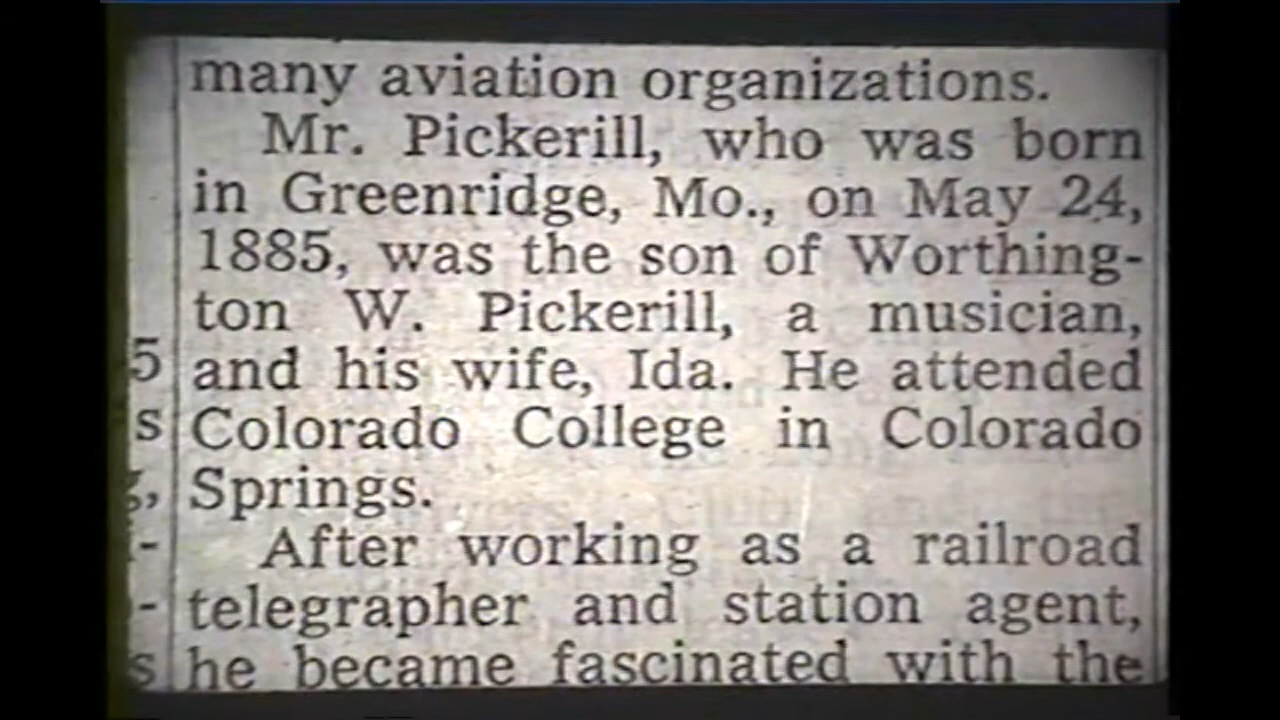 many aviation organizations.
Mr. Pickerill, who was born
in Greenridge, Mo., on May 24,
1885, was the son of Worthing-
ton W. Pickerill, a musician,
5 and his wife, Ida. He attended
s Colorado College in Colorado
Springs.
- After working as a railroad
- telegrapher and station agent,
s he became fascinated with the